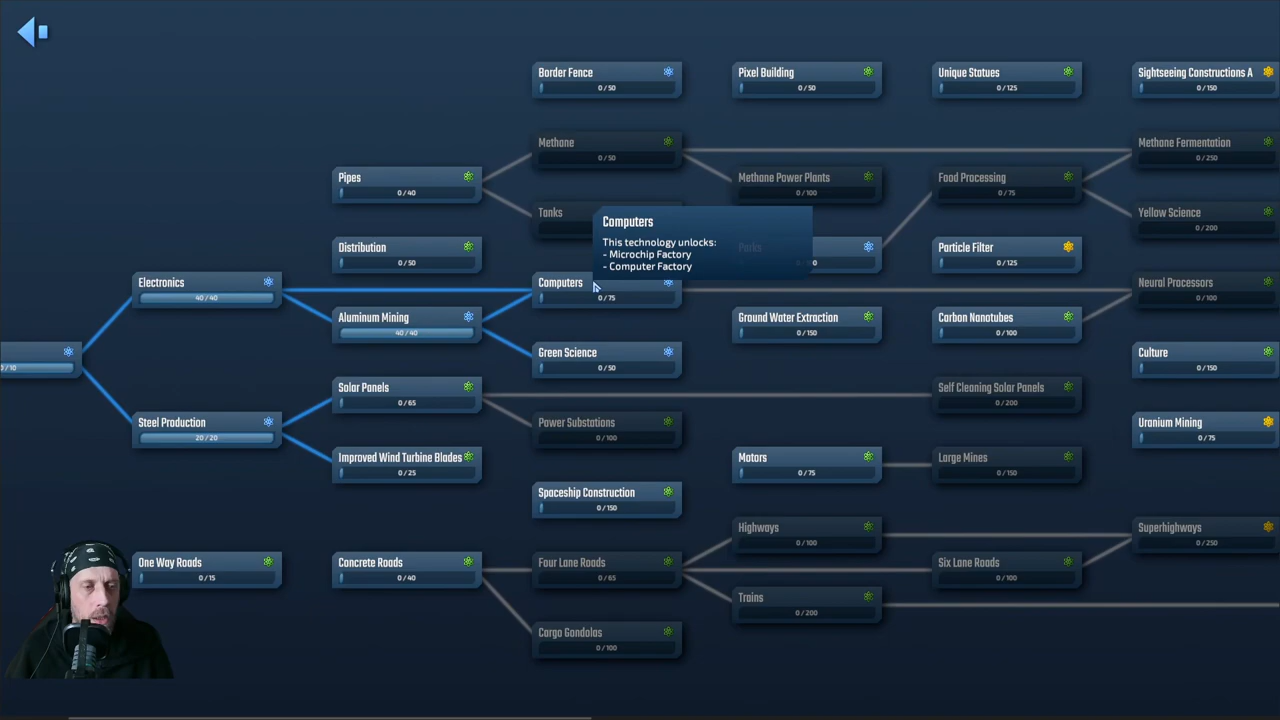 Border Fence
0/50
Pixel Building
0/50
Unique Statues
0/125
Sightseeing Constructions A
0/150
Methane
0/50
Methane Fermentation
0/250
Pipes
0/40
Methane Power Plants
0/100
Food Processing
0/75
Tanks
Yellow Science
0/200
Computers
This technology unlocks:
- Microchip Factory
- Computer Factory
Distribution
0/50
Parks
Particle Filter
0/125
Electronics
40/40
Computers
0/75
Neural Processors
0/100
Aluminum Mining
40/40
Ground Water Extraction
0/150
Carbon Nanotubes
0/100
0/10
Green Science
0/50
Culture
0/150
Solar Panels
0/65
Self Cleaning Solar Panels
0/200
Steel Production
20/20
Power Substations
0/100
Uranium Mining
0/75
Improved Wind Turbine Blades
0/25
Motors
0/75
Large Mines
0/150
Spaceship Construction
0/150
Highways
0/100
Superhighways
0/250
One Way Roads
0/15
Concrete Roads
0/40
Four Lane Roads
0/65
Six Lane Roads
0/100
Trains
0/200
Cargo Gondolas
0/100